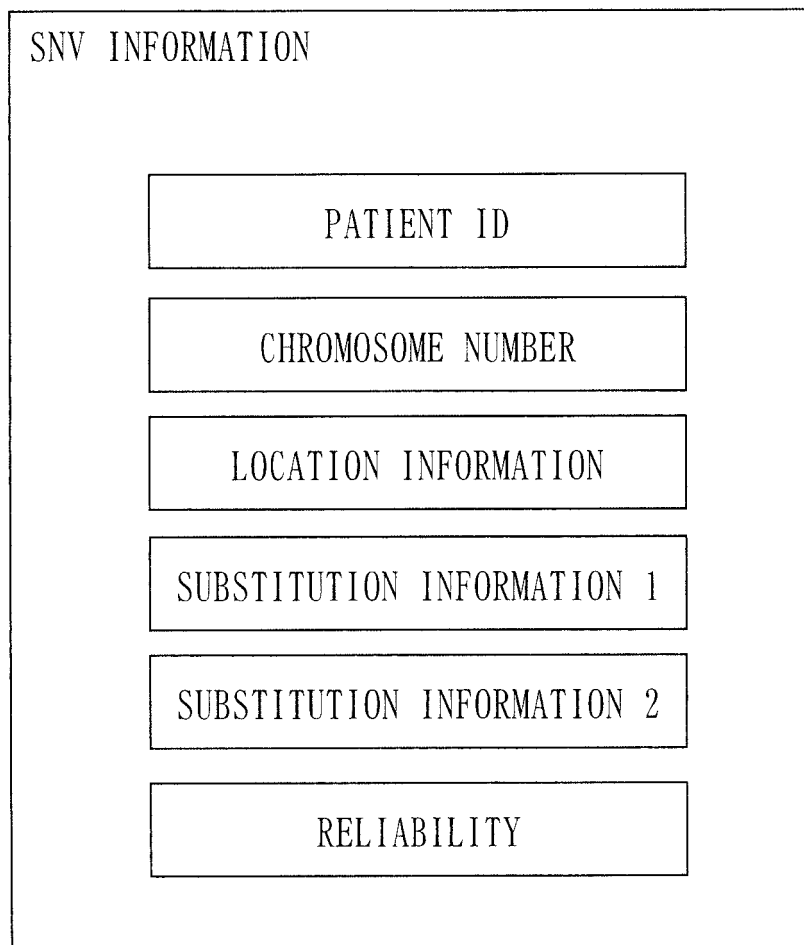 SNV INFORMATION
PATIENT ID
CHROMOSOME NUMBER
LOCATION INFORMATION
SUBSTITUTION INFORMATION 1
SUBSTITUTION INFORMATION 2
RELIABILITY